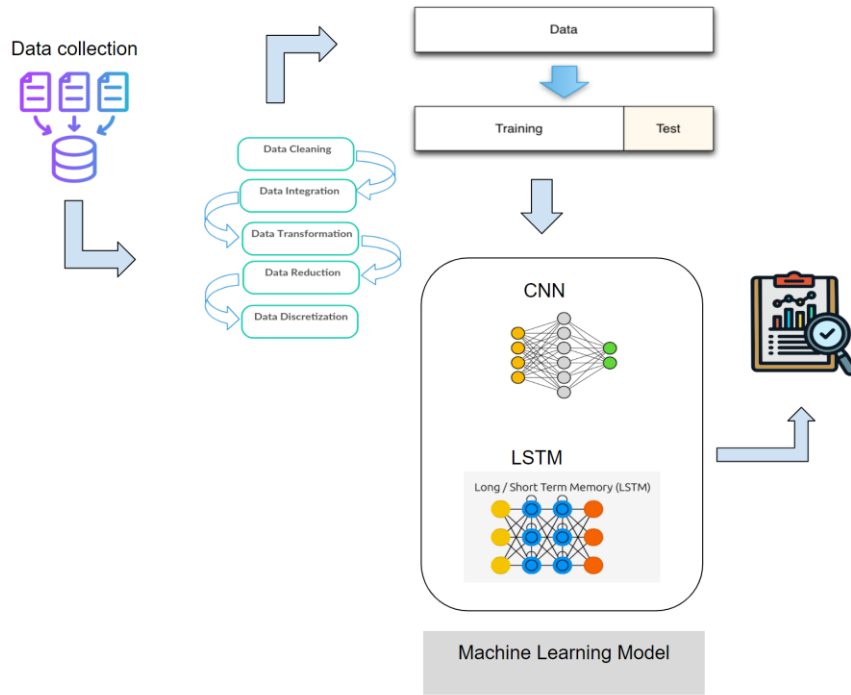 Data collection
Data Cleaning
Data Integration
Data Transformation
Data Reduction
Data Discretization
Data
Training
Test
CNN
LSTM
Long / Short Term Memory (LSTM)
Machine Learning Model